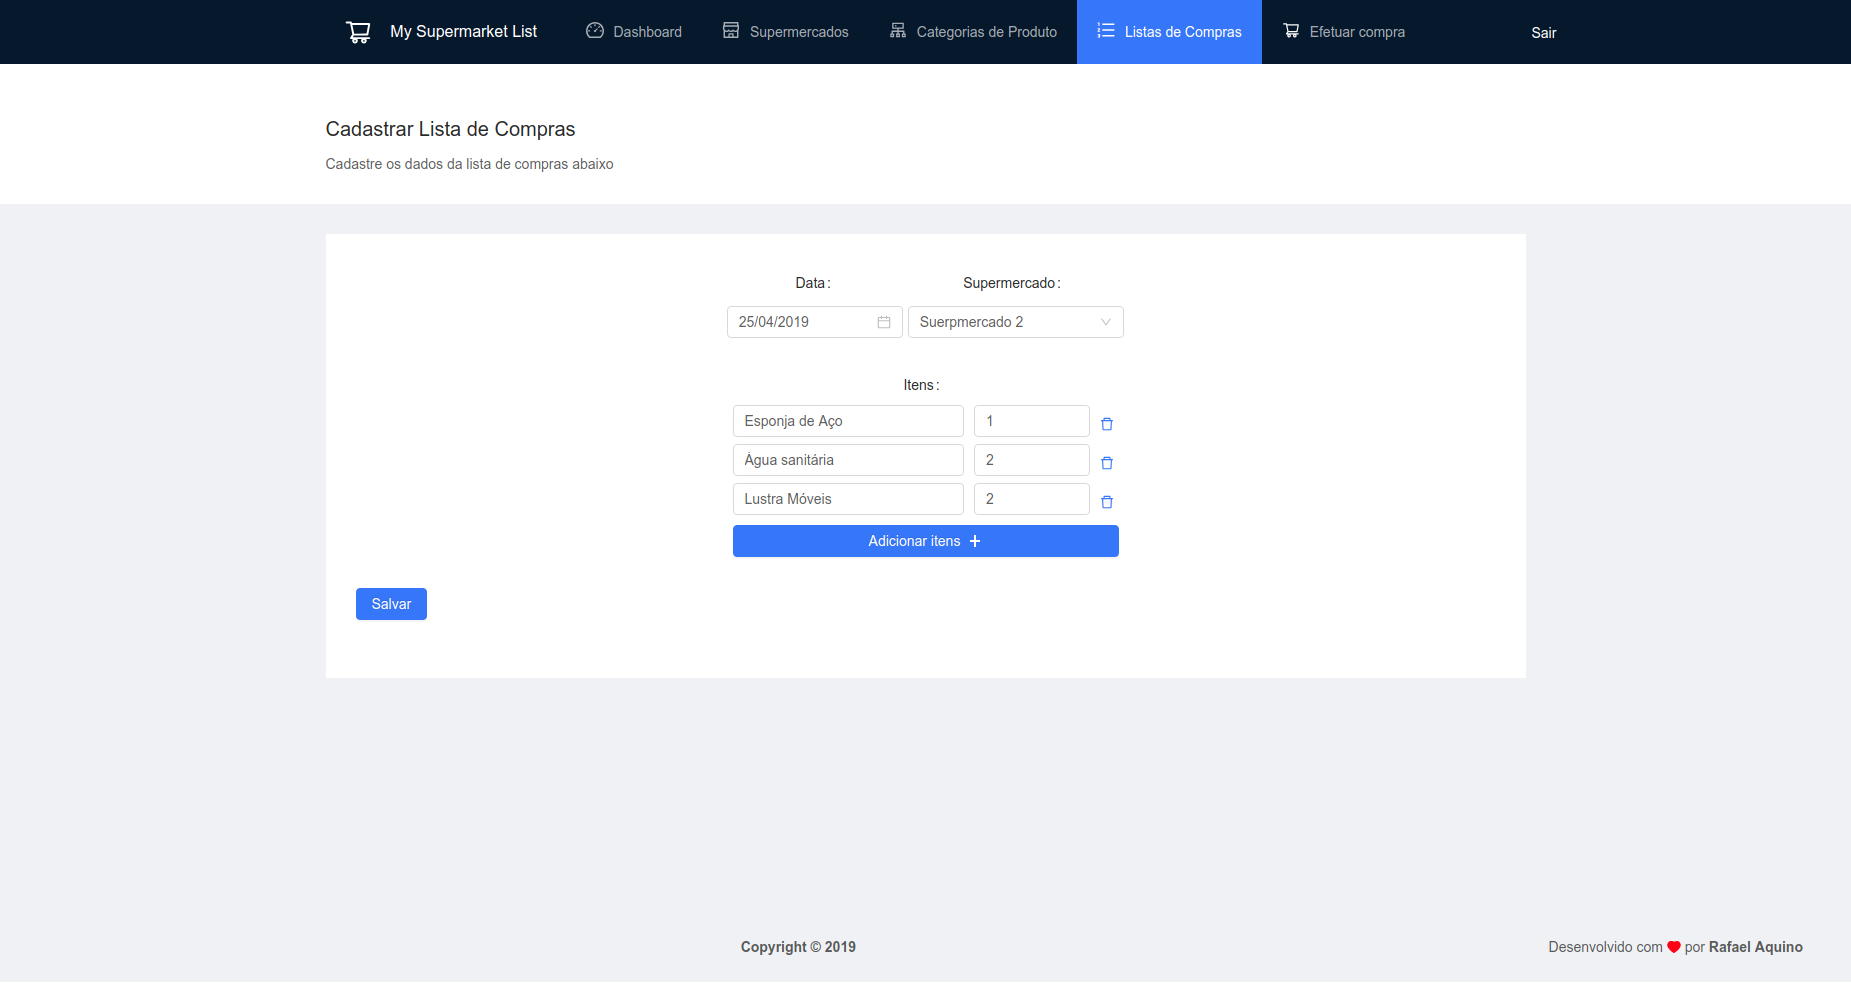 My Supermarket List Dashboard Supermercados Categorias de Produto Listas de Compras Efetuar compra Sair
Cadastrar Lista de Compras
Cadastre os dados da lista de compras abaixo
Data: Supermercado:
25/04/2019 Suerpmercado 2
Itens:
Esponja de Aço 1
Água sanitária 2
Lustra Móveis 2
Adicionar itens +
Salvar
Copyright © 2019 Desenvolvido com ❤ por Rafael Aquino